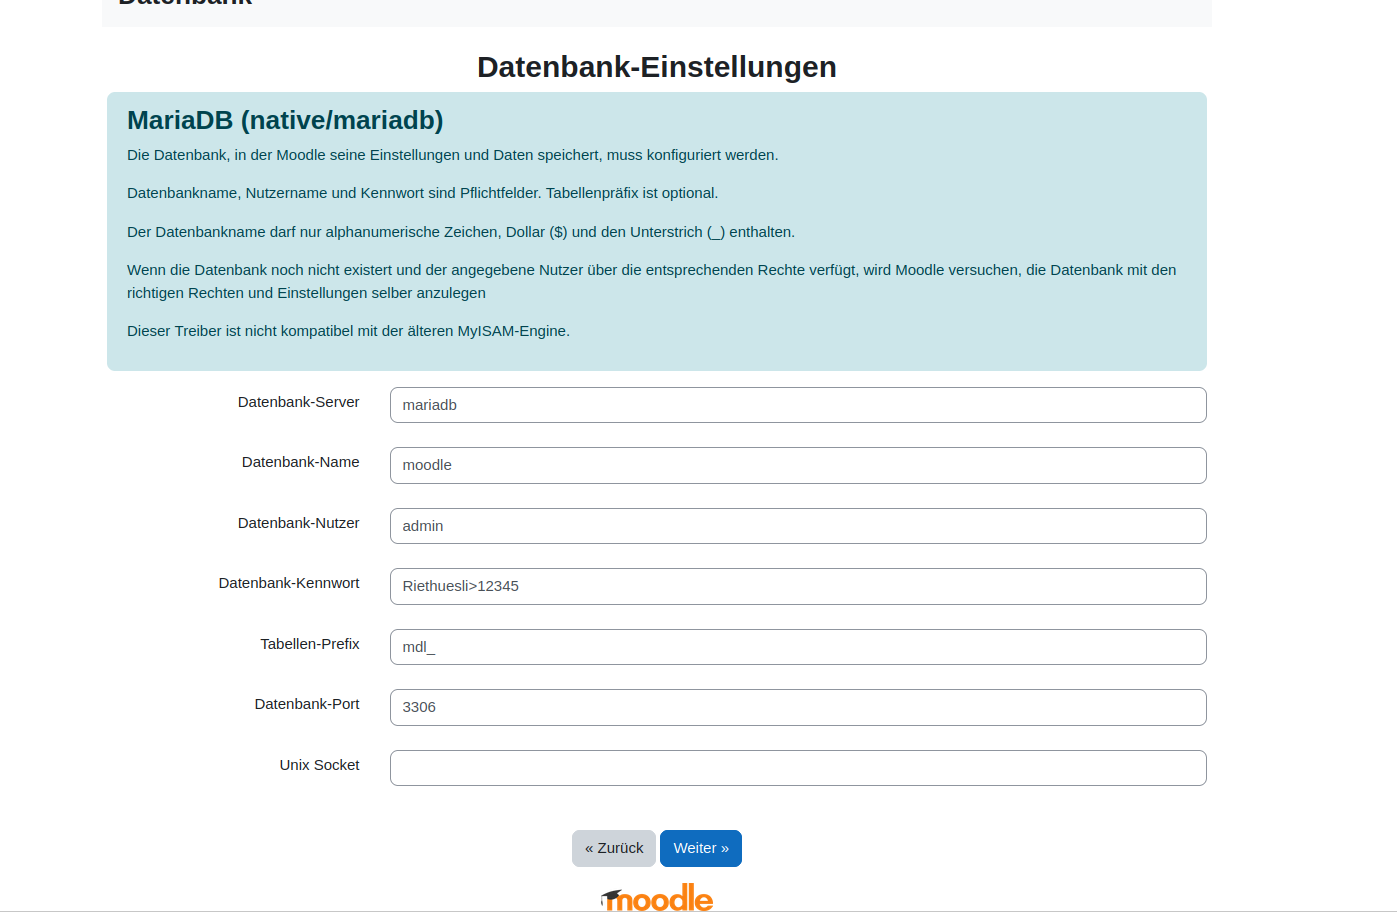 Datenbank
Datenbank-Einstellungen
MariaDB (native/mariadb)
Die Datenbank, in der Moodle seine Einstellungen und Daten speichert, muss konfiguriert werden.
Datenbankname, Nutzername und Kennwort sind Pflichtfelder. Tabellenpräfix ist optional.
Der Datenbankname darf nur alphanumerische Zeichen, Dollar ($) und den Unterstrich (_) enthalten.
Wenn die Datenbank noch nicht existert und der angegebene Nutzer über die entsprechenden Rechte verfügt, wird Moodle versuchen, die Datenbank mit den
richtigen Rechten und Einstellungen selber anzulegen
Dieser Treiber ist nicht kompatibel mit der älteren MyISAM-Engine.
Datenbank-Server mariadb
Datenbank-Name moodle
Datenbank-Nutzer admin
Datenbank-Kennwort Riethuesli>12345
Tabellen-Prefix mdl_
Datenbank-Port 3306
Unix Socket
« Zurück Weiter »
moodle